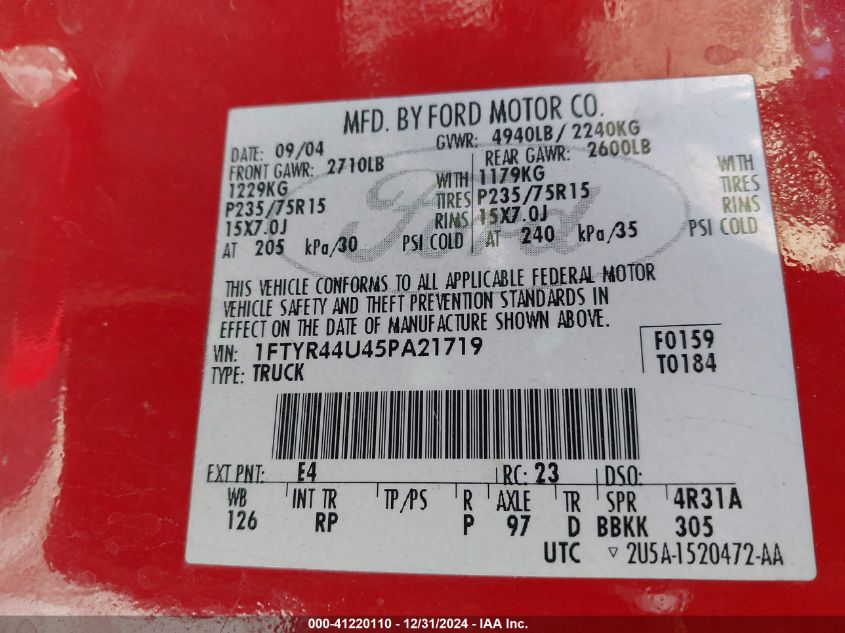 MFD. BY FORD MOTOR CO.
DATE: 09/04 GVWR: 4940LB/ 2240KG
FRONT GAWR: 2710LB REAR GAWR: 2600LB
1229KG WITH 1179KG WITH
P235/75R15 TIRES P235/75R15 TIRES
15X7.0J RIMS 15X7.0J RIMS
AT 205 kPa/30 PSI COLD AT 240 kPa/35 PSI COLD
Ford
THIS VEHICLE CONFORMS TO ALL APPLICABLE FEDERAL MOTOR
VEHICLE SAFETY AND THEFT PREVENTION STANDARDS IN
EFFECT ON THE DATE OF MANUFACTURE SHOWN ABOVE.
VIN: 1FTYR44U45PA21719 F0159
TYPE: TRUCK T0184
EXT PNT: E4 RC: 23 DSO:
WB INT TR TP/PS R AXLE TR SPR 4R31A
126 RP P 97 D BBKK 305
UTC ▽ 2U5A-1520472-AA
000-41220110 - 12/31/2024 - IAA Inc.